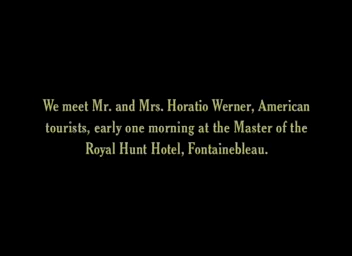 We meet Mr. and Mrs. Horatio Werner, American
tourists, early one morning at the Master of the
Royal Hunt Hotel, Fontainebleau.